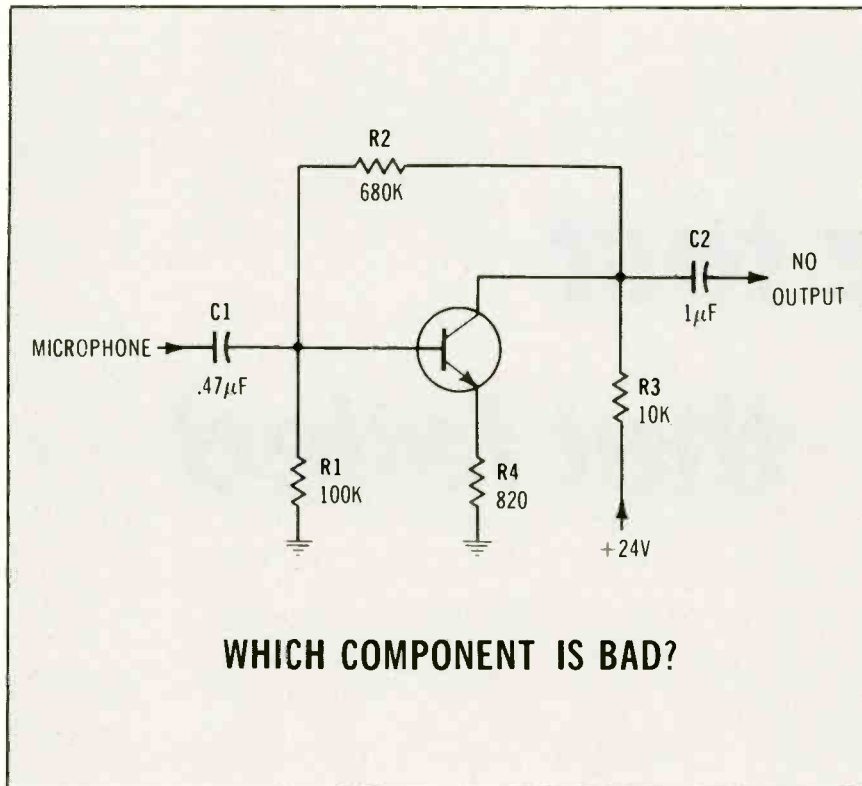 R2
680K
C2
1µF
NO
OUTPUT
C1
.47µF
MICROPHONE
R3
10K
R1
100K
R4
820
+24V
WHICH COMPONENT IS BAD?